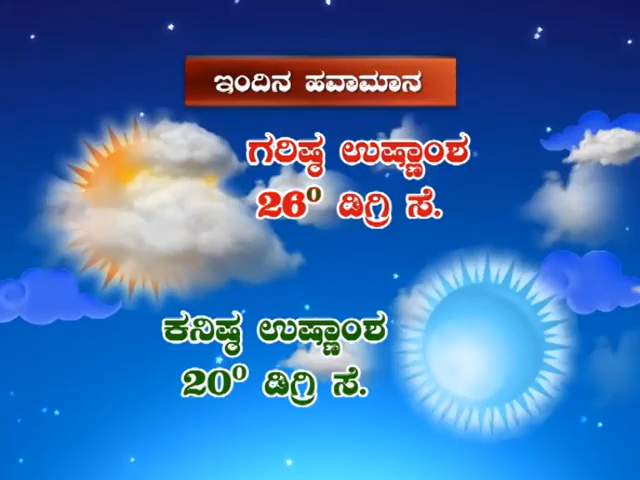 ಇಂದಿನ ಹವಾಮಾನ
ಗರಿಷ್ಠ ಉಷ್ಣಾಂಶ
26⁰ ಡಿಗ್ರಿ ಸೆ.
ಕನಿಷ್ಠ ಉಷ್ಣಾಂಶ
20⁰ ಡಿಗ್ರಿ ಸೆ.